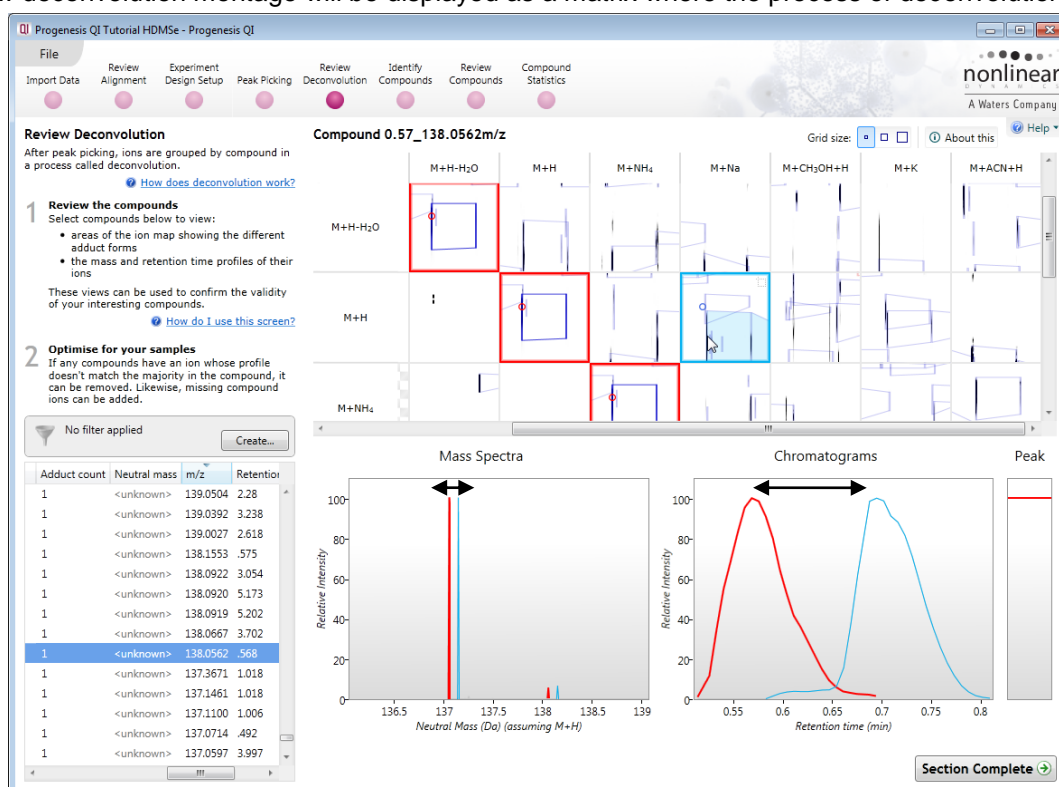 deconvolution montage will be displayed as a matrix where the process of deconvolution
QI Progenesis QI Tutorial HDMSe - Progenesis QI
File
Import Data
Review Alignment
Experiment Design Setup
Peak Picking
Review Deconvolution
Identify Compounds
Review Compounds
Compound Statistics
nonlinear
DYNAMICS
A Waters Company
Review Deconvolution
After peak picking, ions are grouped by compound in
a process called deconvolution.
How does deconvolution work?
1 Review the compounds
Select compounds below to view:
• areas of the ion map showing the different
adduct forms
• the mass and retention time profiles of their
ions
These views can be used to confirm the validity
of your interesting compounds.
How do I use this screen?
2 Optimise for your samples
If any compounds have an ion whose profile
doesn't match the majority in the compound, it
can be removed. Likewise, missing compound
ions can be added.
No filter applied
Create...
Adduct count Neutral mass m/z Retention
1 <unknown> 139.0504 2.28
1 <unknown> 139.0392 3.238
1 <unknown> 139.0027 2.618
1 <unknown> 138.1553 .575
1 <unknown> 138.0922 3.054
1 <unknown> 138.0920 5.173
1 <unknown> 138.0919 5.202
1 <unknown> 138.0667 3.702
1 <unknown> 138.0562 .568
1 <unknown> 137.3671 1.018
1 <unknown> 137.1461 1.018
1 <unknown> 137.1100 1.006
1 <unknown> 137.0714 .492
1 <unknown> 137.0597 3.997
Compound 0.57_138.0562m/z
Grid size:
About this
Help
M+H-H₂O M+H M+NH₄ M+Na M+CH₃OH+H M+K M+ACN+H
M+H-H₂O
M+H
M+NH₄
Mass Spectra
100
80
60
40
20
0
Relative Intensity
136.5 137 137.5 138 138.5 139
Neutral Mass (Da) (assuming M+H)
Chromatograms
100
80
60
40
20
0
Relative Intensity
0.55 0.6 0.65 0.7 0.75 0.8
Retention time (min)
Peak
Section Complete